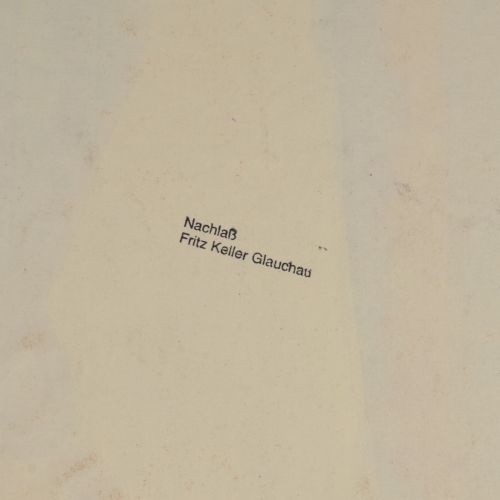 Nachlaß
Fritz Keller Glauchau